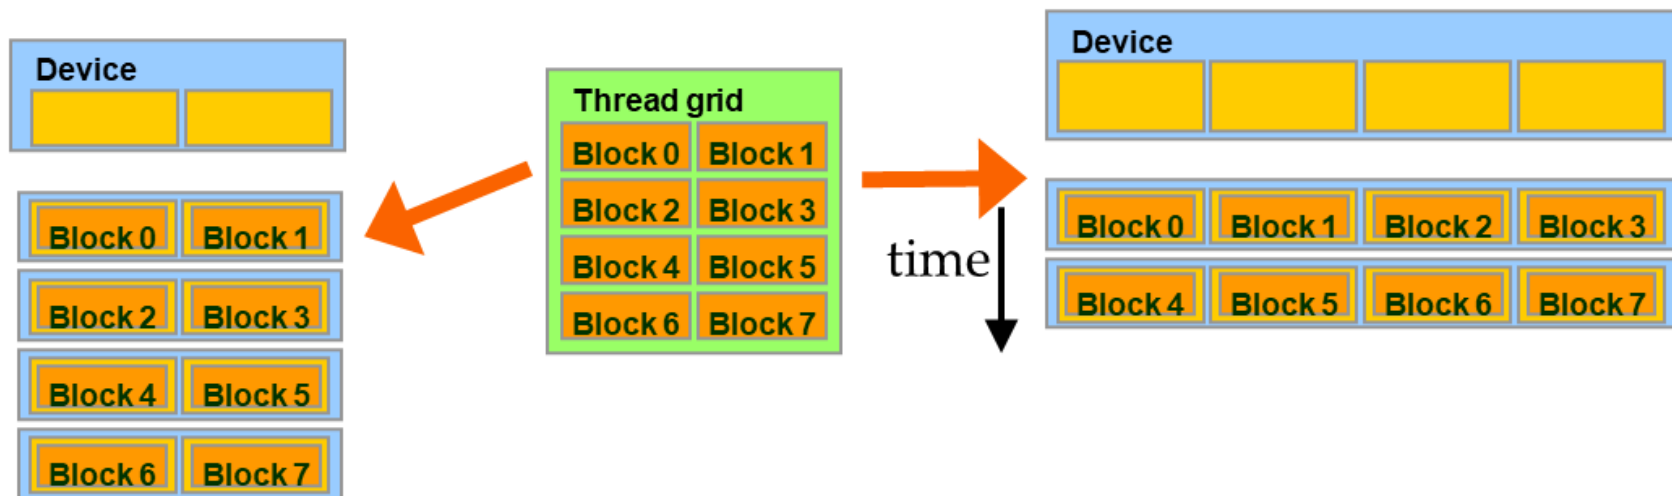 Device
Block 0 Block 1
Block 2 Block 3
Block 4 Block 5
Block 6 Block 7
Thread grid
Block 0 Block 1
Block 2 Block 3
Block 4 Block 5
Block 6 Block 7
time
Device
Block 0 Block 1 Block 2 Block 3
Block 4 Block 5 Block 6 Block 7